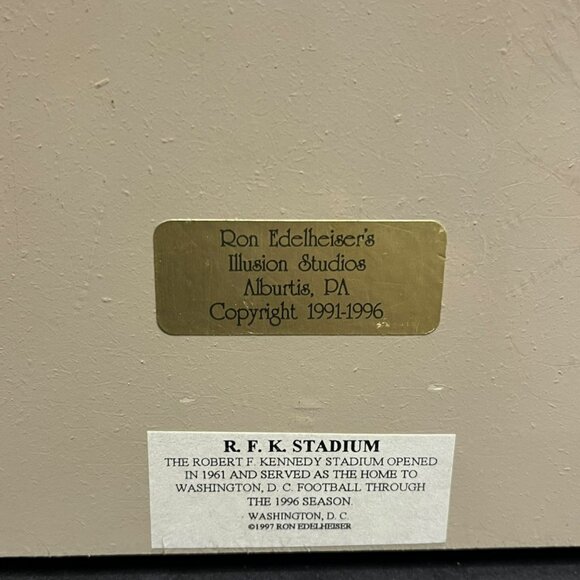 Ron Edelheiser's
Illusion Studios
Alburtis, PA
Copyright 1991-1996
R. F. K. STADIUM
THE ROBERT F. KENNEDY STADIUM OPENED
IN 1961 AND SERVED AS THE HOME TO
WASHINGTON, D. C. FOOTBALL THROUGH
THE 1996 SEASON.
WASHINGTON, D. C.
©1997 RON EDELHEISER